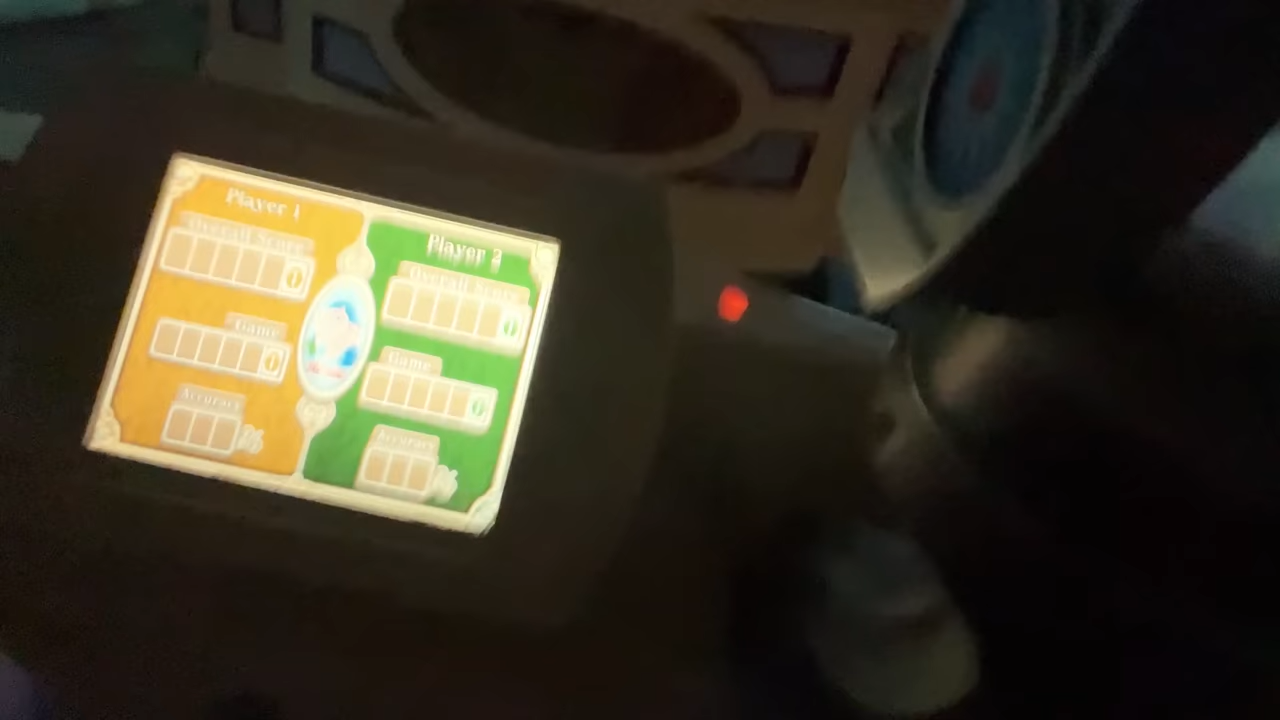 Player 1
Overall Score
0
Game
0
Accuracy
%
Player 2
Overall Score
0
Game
0
Accuracy
%